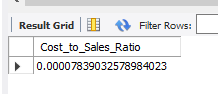 Result Grid Filter Rows:
Cost_to_Sales_Ratio
0.00007839032578984023